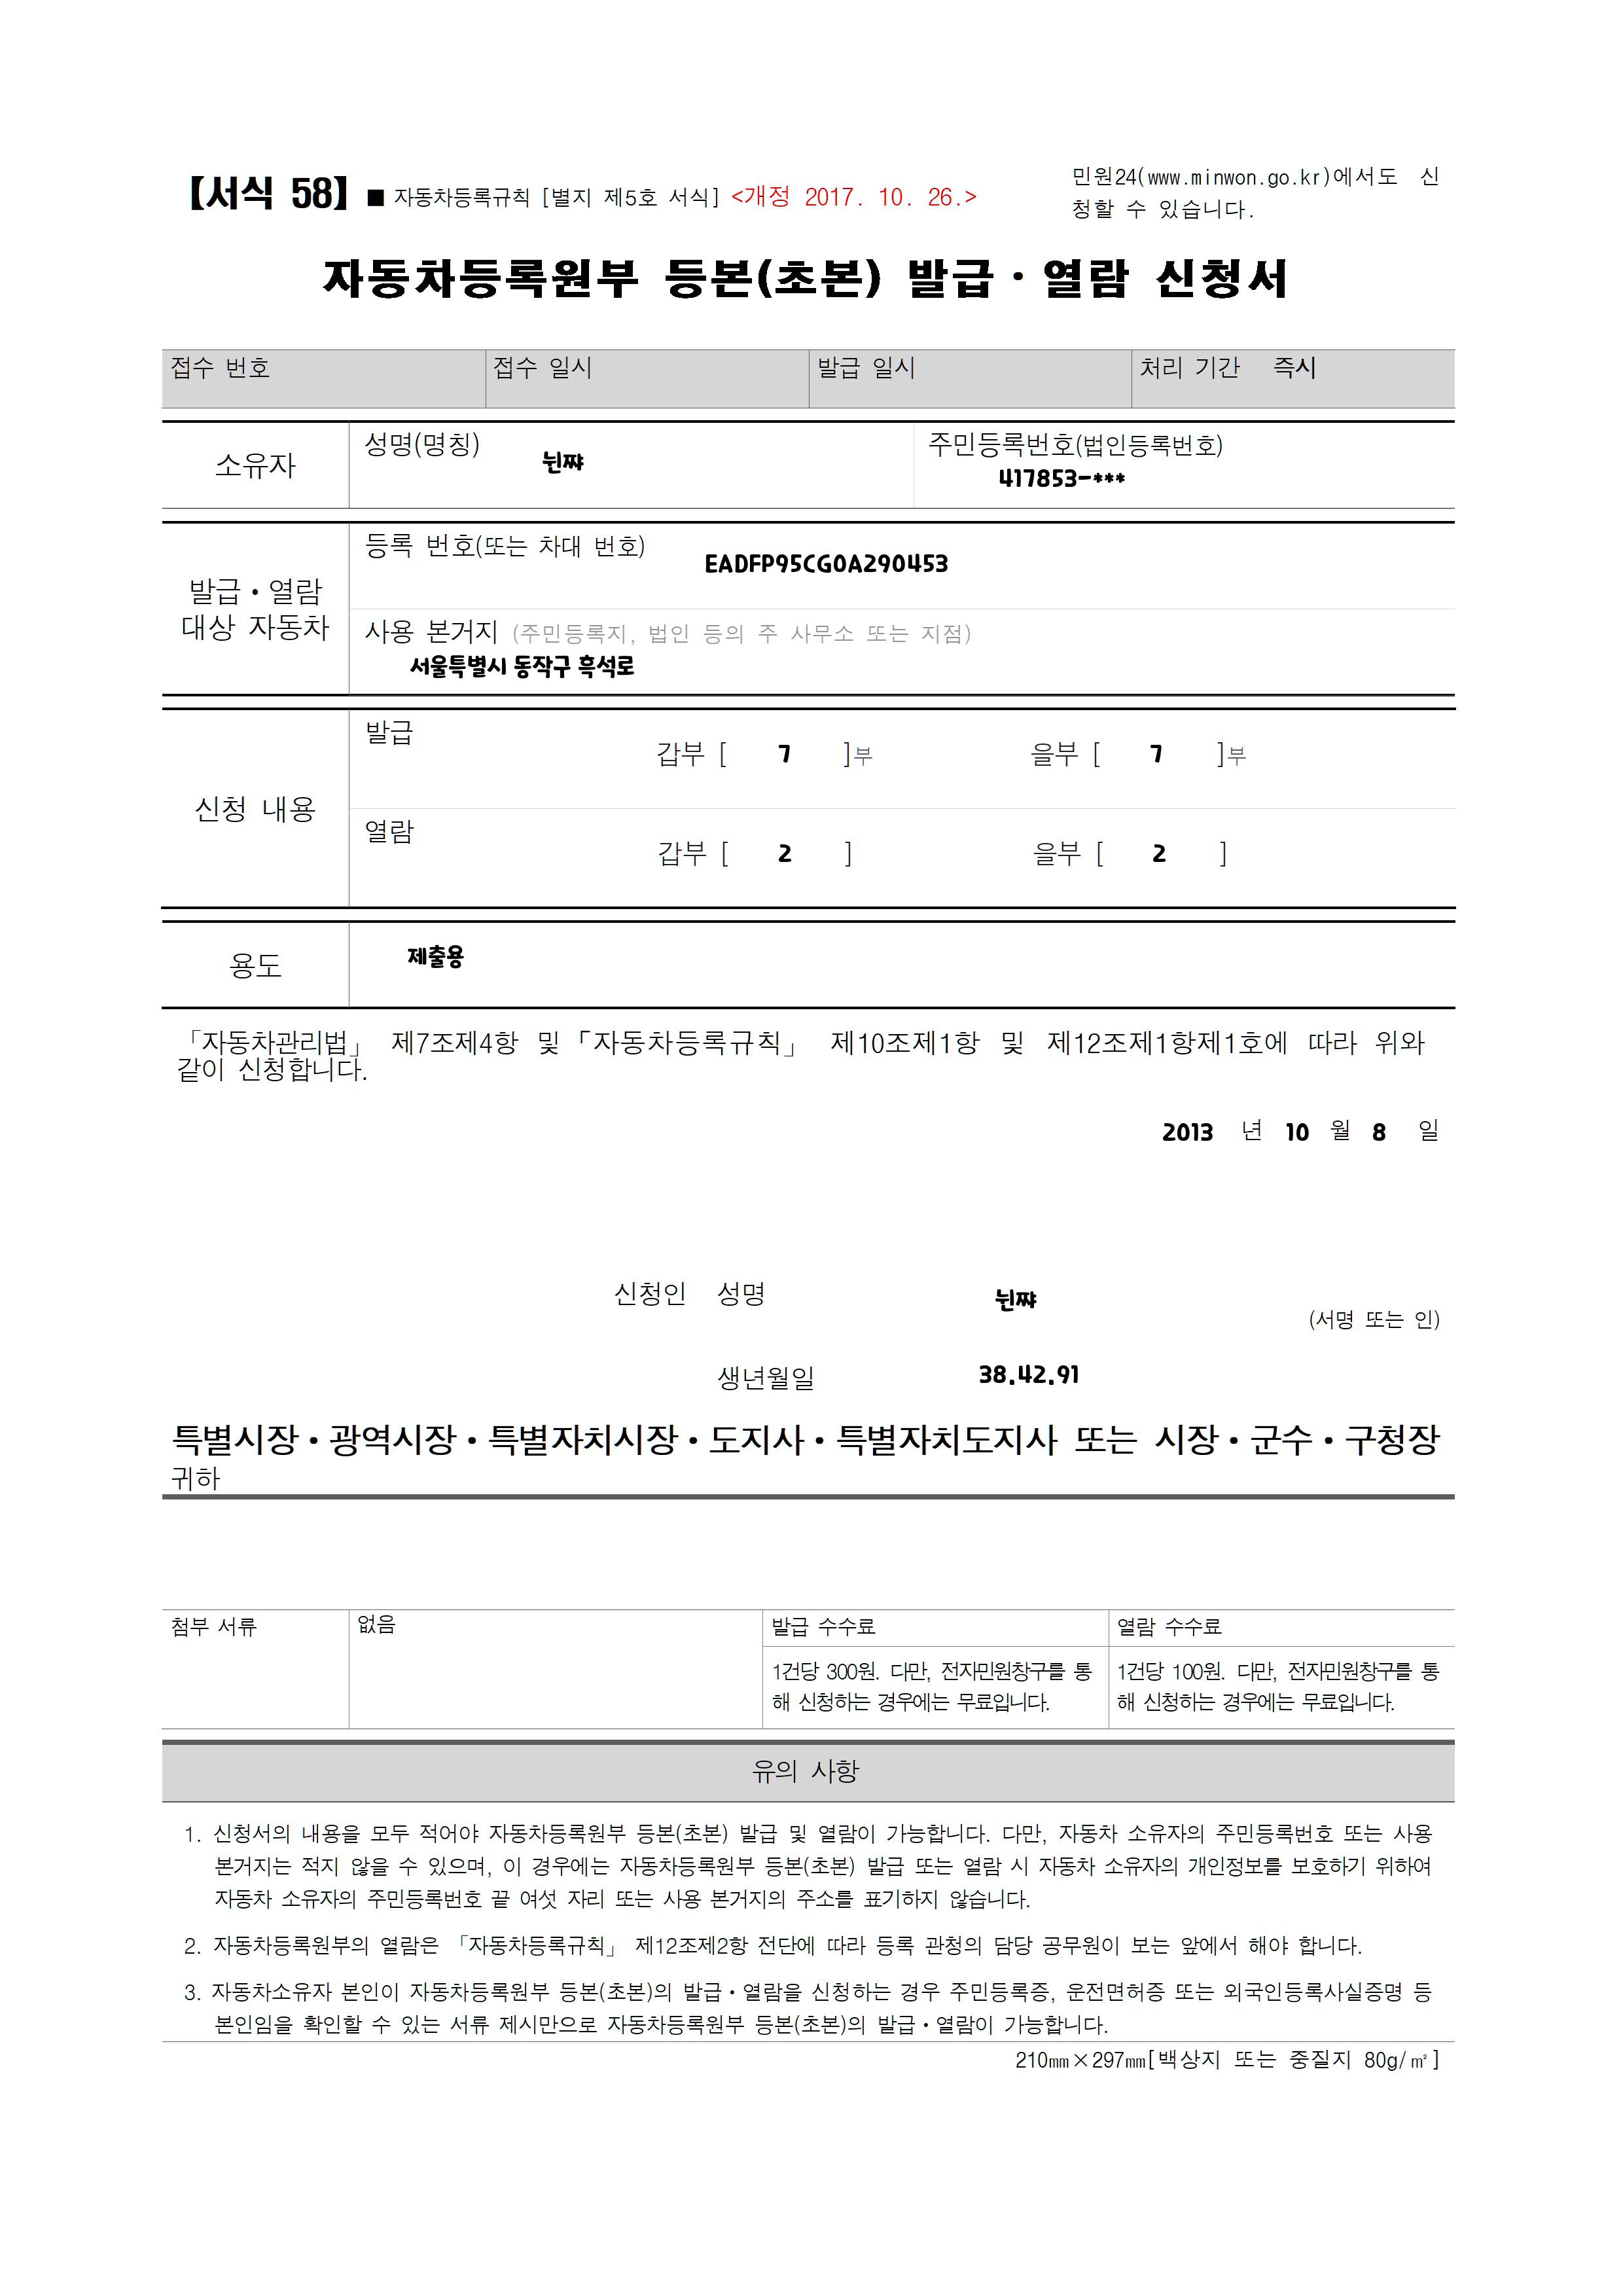 【서식 58】 ■ 자동차등록규칙 [별지 제5호 서식] <개정 2017. 10. 26.>
민원24(www.minwon.go.kr)에서도 신
청할 수 있습니다.
자동차등록원부 등본(초본) 발급·열람 신청서
접수 번호 접수 일시 발급 일시 처리 기간 즉시
소유자 성명(명칭) 뉜쨔 주민등록번호(법인등록번호)
417853-***
발급·열람
대상 자동차
등록 번호(또는 차대 번호) EADFP95CG0A290453
사용 본거지 (주민등록지, 법인 등의 주 사무소 또는 지점)
서울특별시 동작구 흑석로
신청 내용
발급
갑부 [ 7 ]부 을부 [ 7 ]부
열람
갑부 [ 2 ] 을부 [ 2 ]
용도 제출용
「자동차관리법」 제7조제4항 및 「자동차등록규칙」 제10조제1항 및 제12조제1항제1호에 따라 위와
같이 신청합니다.
2013 년 10 월 8 일
신청인 성명 뉜쨔
(서명 또는 인)
생년월일 38.42.91
특별시장·광역시장·특별자치시장·도지사·특별자치도지사 또는 시장·군수·구청장
귀하
첨부 서류 없음 발급 수수료 열람 수수료
1건당 300원. 다만, 전자민원창구를 통
해 신청하는 경우에는 무료입니다.
1건당 100원. 다만, 전자민원창구를 통
해 신청하는 경우에는 무료입니다.
유의 사항
1. 신청서의 내용을 모두 적어야 자동차등록원부 등본(초본) 발급 및 열람이 가능합니다. 다만, 자동차 소유자의 주민등록번호 또는 사용
본거지는 적지 않을 수 있으며, 이 경우에는 자동차등록원부 등본(초본) 발급 또는 열람 시 자동차 소유자의 개인정보를 보호하기 위하여
자동차 소유자의 주민등록번호 끝 여섯 자리 또는 사용 본거지의 주소를 표기하지 않습니다.
2. 자동차등록원부의 열람은 「자동차등록규칙」 제12조제2항 전단에 따라 등록 관청의 담당 공무원이 보는 앞에서 해야 합니다.
3. 자동차소유자 본인이 자동차등록원부 등본(초본)의 발급·열람을 신청하는 경우 주민등록증, 운전면허증 또는 외국인등록사실증명 등
본인임을 확인할 수 있는 서류 제시만으로 자동차등록원부 등본(초본)의 발급·열람이 가능합니다.
210㎜×297㎜[백상지 또는 중질지 80g/㎡]